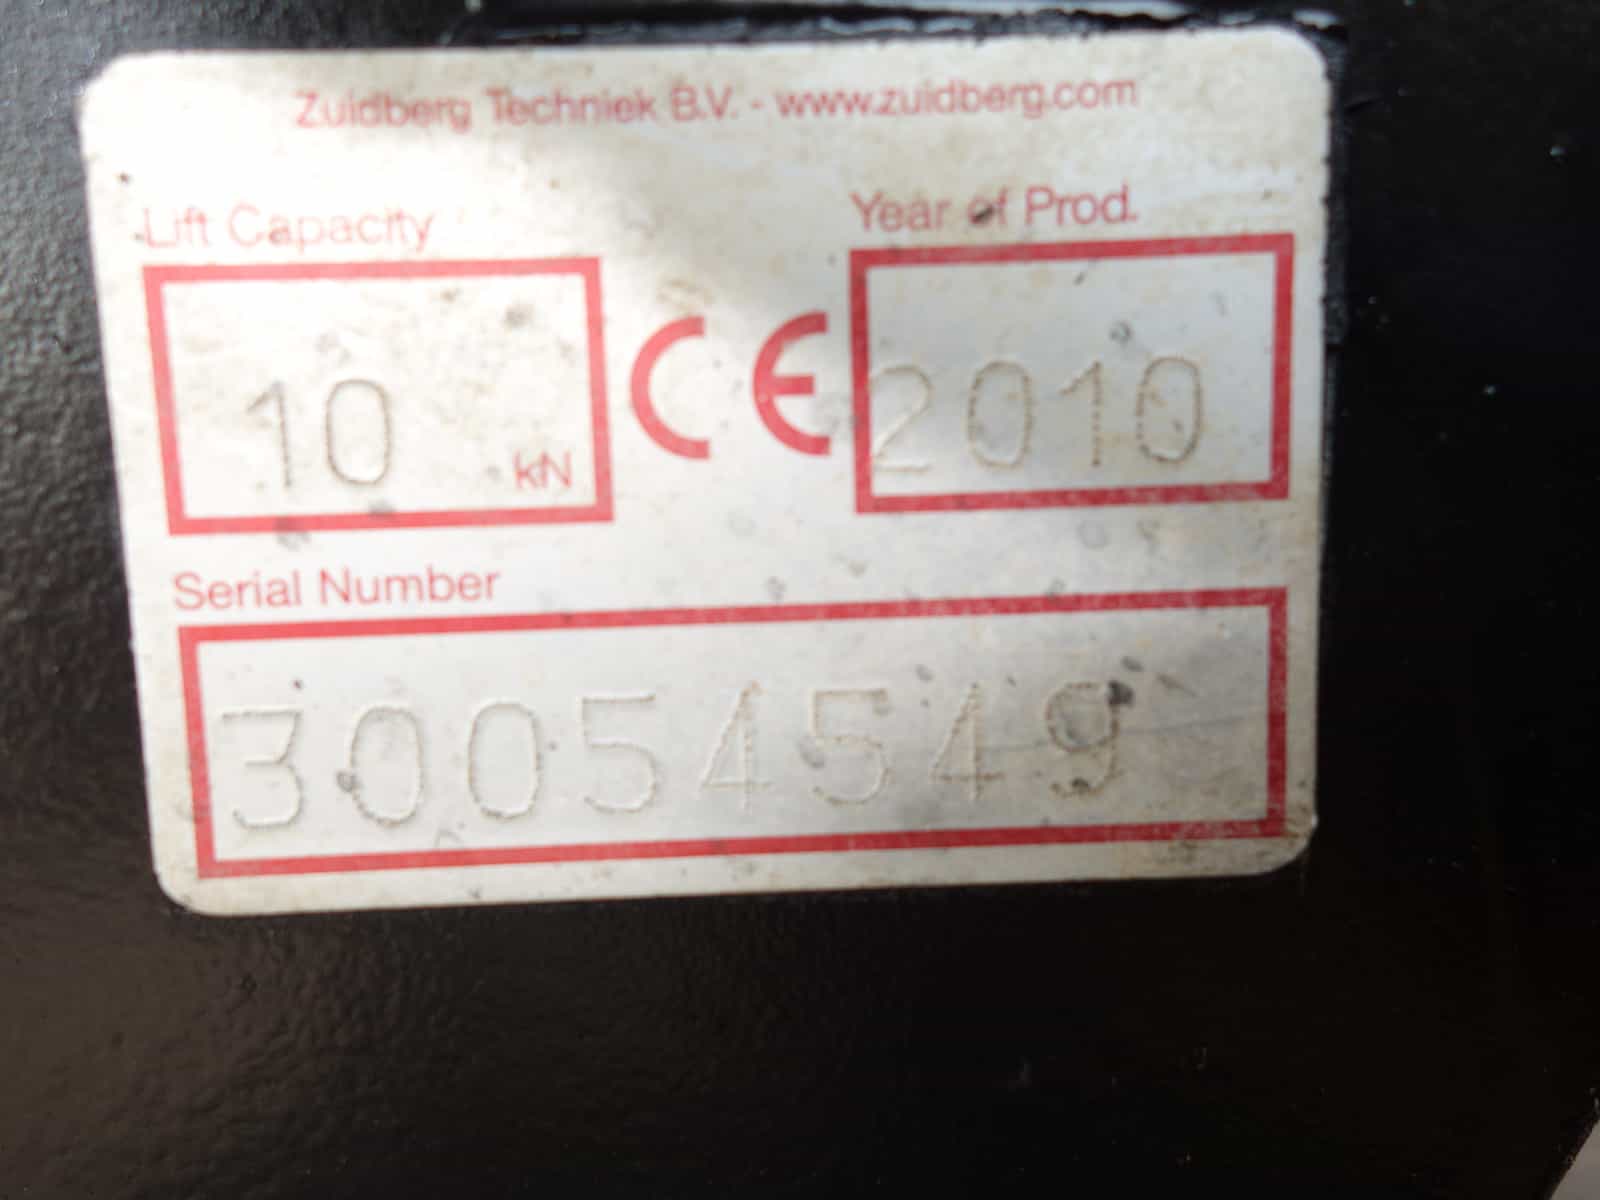 Zuidberg Techniek B.V. - www.zuidberg.com
Lift Capacity
Year of Prod.
10 kN
CE
2010
Serial Number
30054549